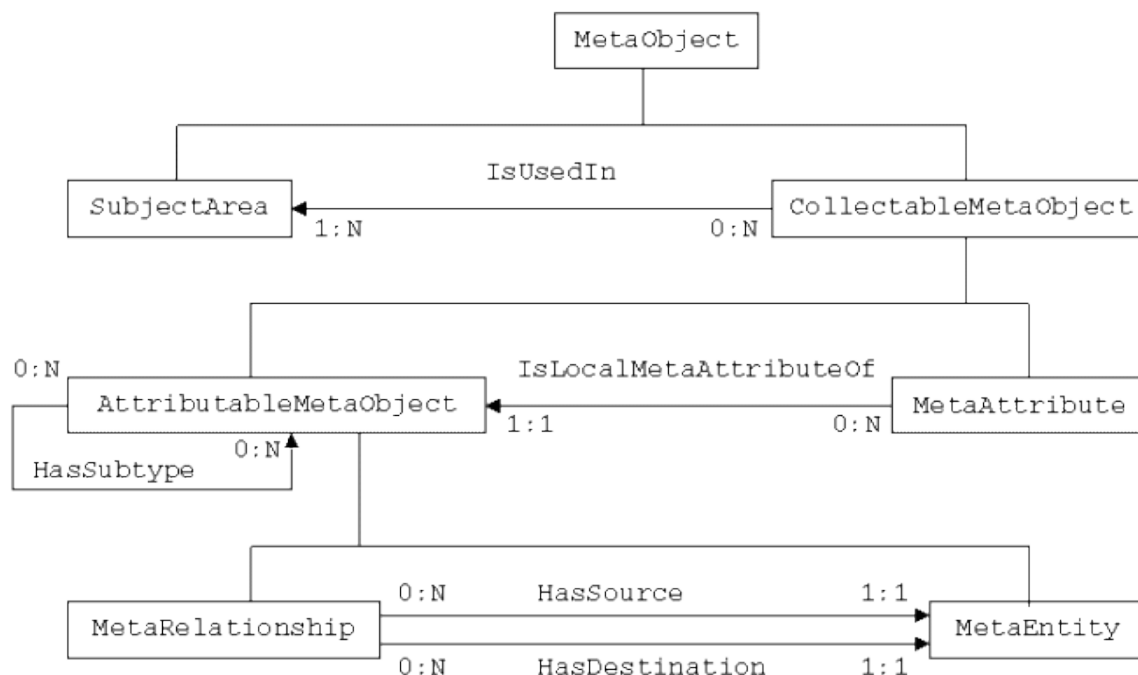 MetaObject
IsUsedIn
SubjectArea
CollectableMetaObject
1:N
0:N
0:N
IsLocalMetaAttributeOf
AttributableMetaObject
MetaAttribute
1:1
0:N
0:N
HasSubtype
0:N
HasSource
1:1
MetaRelationship
MetaEntity
0:N
HasDestination
1:1